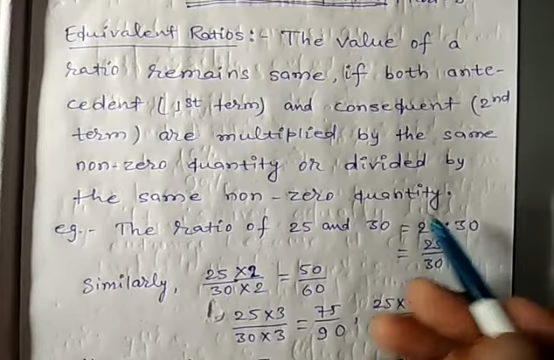 Equivalent Ratios:- The value of a
ratio remains same, if both ante-
cedent (1st term) and consequent (2nd
term) are multiplied by the same
non-zero quantity or divided by
the same non-zero quantity.
eg.- The ratio of 25 and 30 = 25:30
= 25/30
Similarly, 25×2/30×2 = 50/60
25×3/30×3 = 75/90, 25×